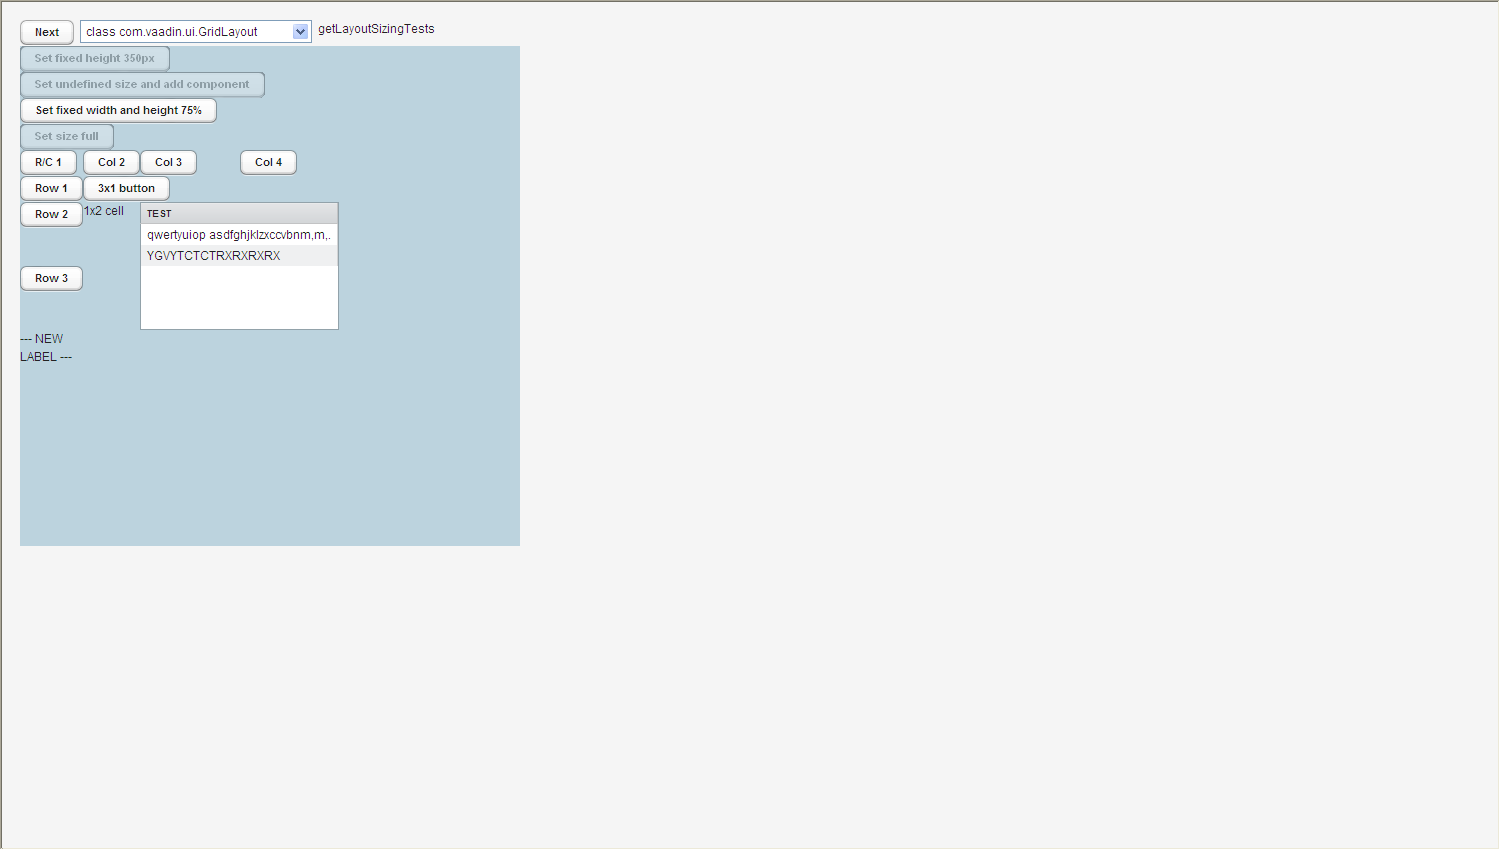 Next class com.vaadin.ui.GridLayout getLayoutSizingTests
Set fixed height 350px
Set undefined size and add component
Set fixed width and height 75%
Set size full
R/C 1 Col 2 Col 3 Col 4
Row 1 3x1 button
Row 2 1x2 cell TEST
qwertyuiop asdfghjklzxccvbnm,m,.
YGVYTCTCTRXRXRXRX
Row 3
--- NEW
LABEL ---